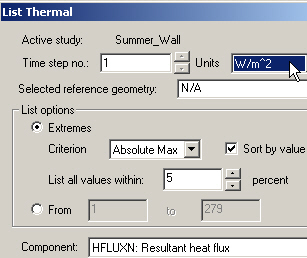 List Thermal
Active study: Summer_Wall
Time step no.: 1 Units W/m^2
Selected reference geometry: N/A
List options
Extremes
Criterion Absolute Max Sort by value
List all values within: 5 percent
From 1 to 279
Component: HFLUXN: Resultant heat flux